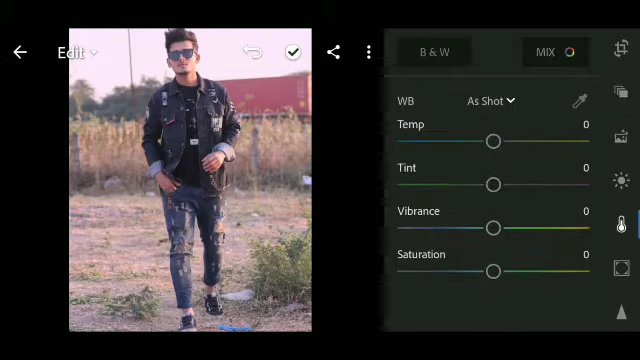 Edit
B & W
MIX
WB
As Shot
Temp
0
Tint
0
Vibrance
0
Saturation
0